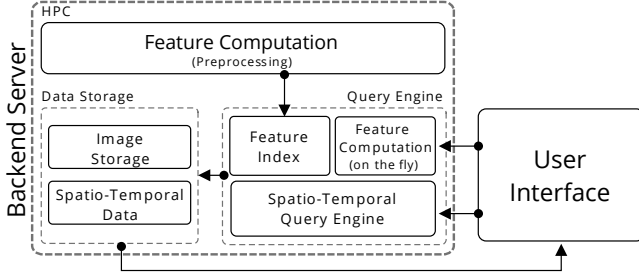 HPC
Feature Computation
(Preprocessing)
Backend Server
Data Storage
Query Engine
Image
Storage
Spatio-Temporal
Data
Feature
Index
Feature
Computation
(on the fly)
Spatio-Temporal
Query Engine
User
Interface